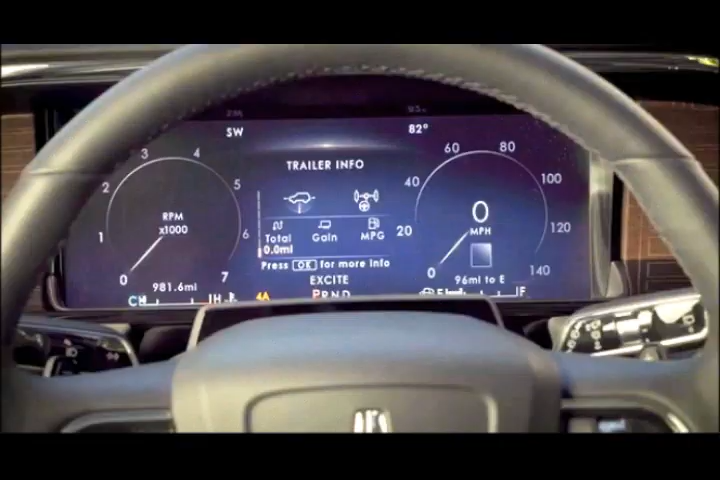 SW
82°
TRAILER INFO
3 4
2 5
1 6
0 7
RPM
x1000
Total Gain MPG
0.0mi
Press OK for more info
60 80
40 100
20 120
0 140
0
MPH
981.6mi
EXCITE
96mi to E
C H
4A
PRND
E F